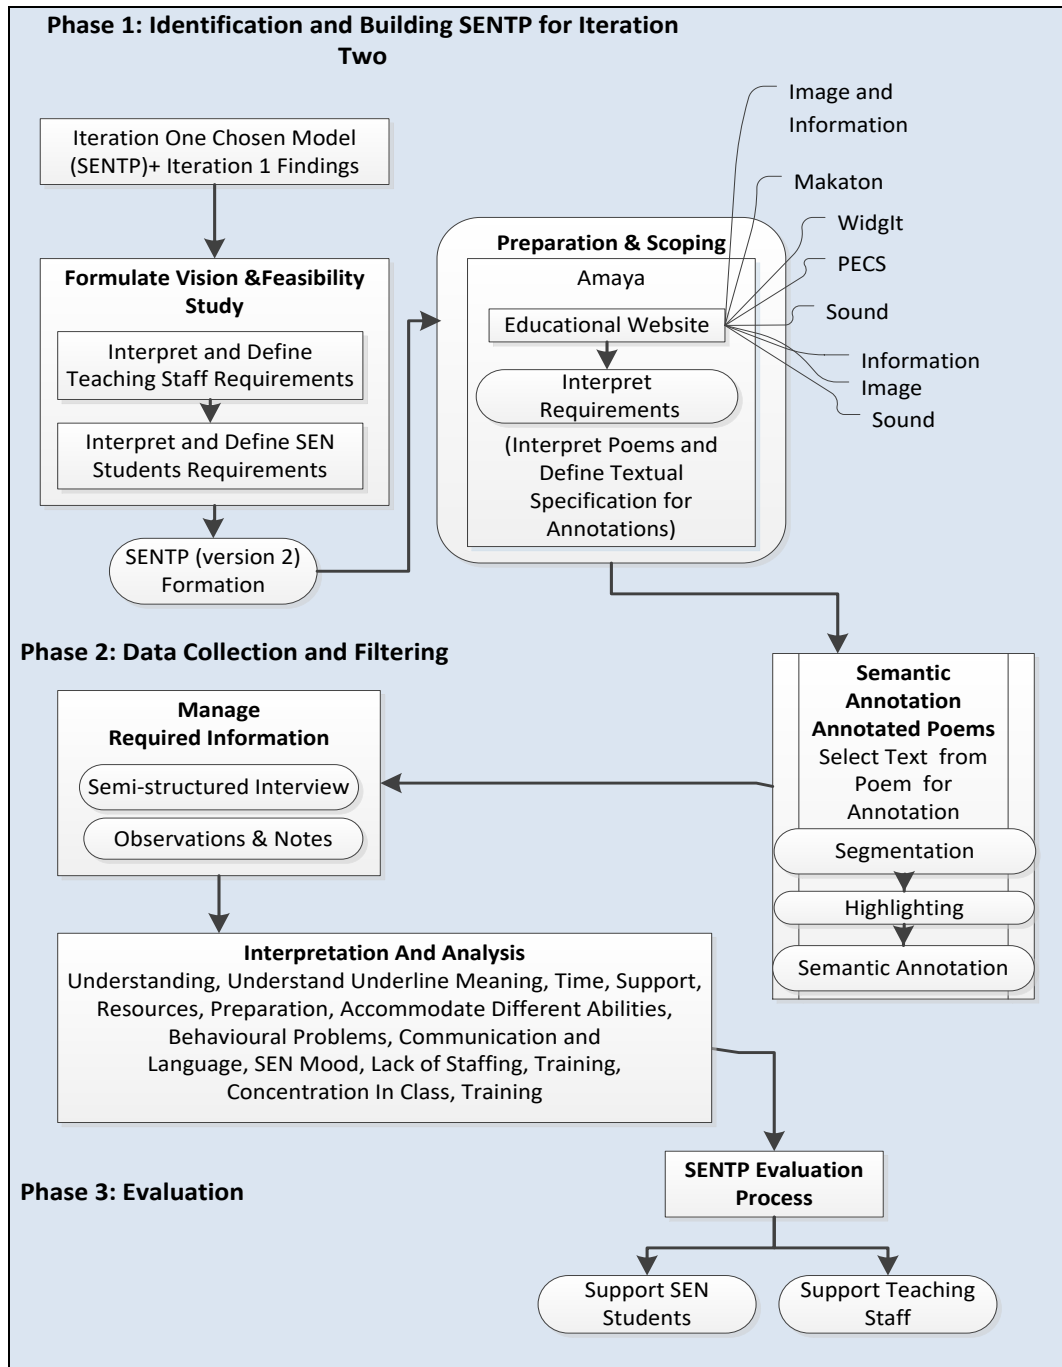 Phase 1: Identification and Building SENTP for Iteration
Two
Iteration One Chosen Model
(SENTP)+ Iteration 1 Findings
Formulate Vision &Feasibility
Study
Interpret and Define
Teaching Staff Requirements
Interpret and Define SEN
Students Requirements
SENTP (version 2)
Formation
Preparation & Scoping
Amaya
Educational Website
Interpret
Requirements
(Interpret Poems and
Define Textual
Specification for
Annotations)
Image and
Information
Makaton
WidgIt
PECS
Sound
Information
Image
Sound
Phase 2: Data Collection and Filtering
Semantic
Annotation
Annotated Poems
Select Text from
Poem for
Annotation
Segmentation
Highlighting
Semantic Annotation
Manage
Required Information
Semi-structured Interview
Observations & Notes
Interpretation And Analysis
Understanding, Understand Underline Meaning, Time, Support,
Resources, Preparation, Accommodate Different Abilities,
Behavioural Problems, Communication and
Language, SEN Mood, Lack of Staffing, Training,
Concentration In Class, Training
Phase 3: Evaluation
SENTP Evaluation
Process
Support SEN
Students
Support Teaching
Staff